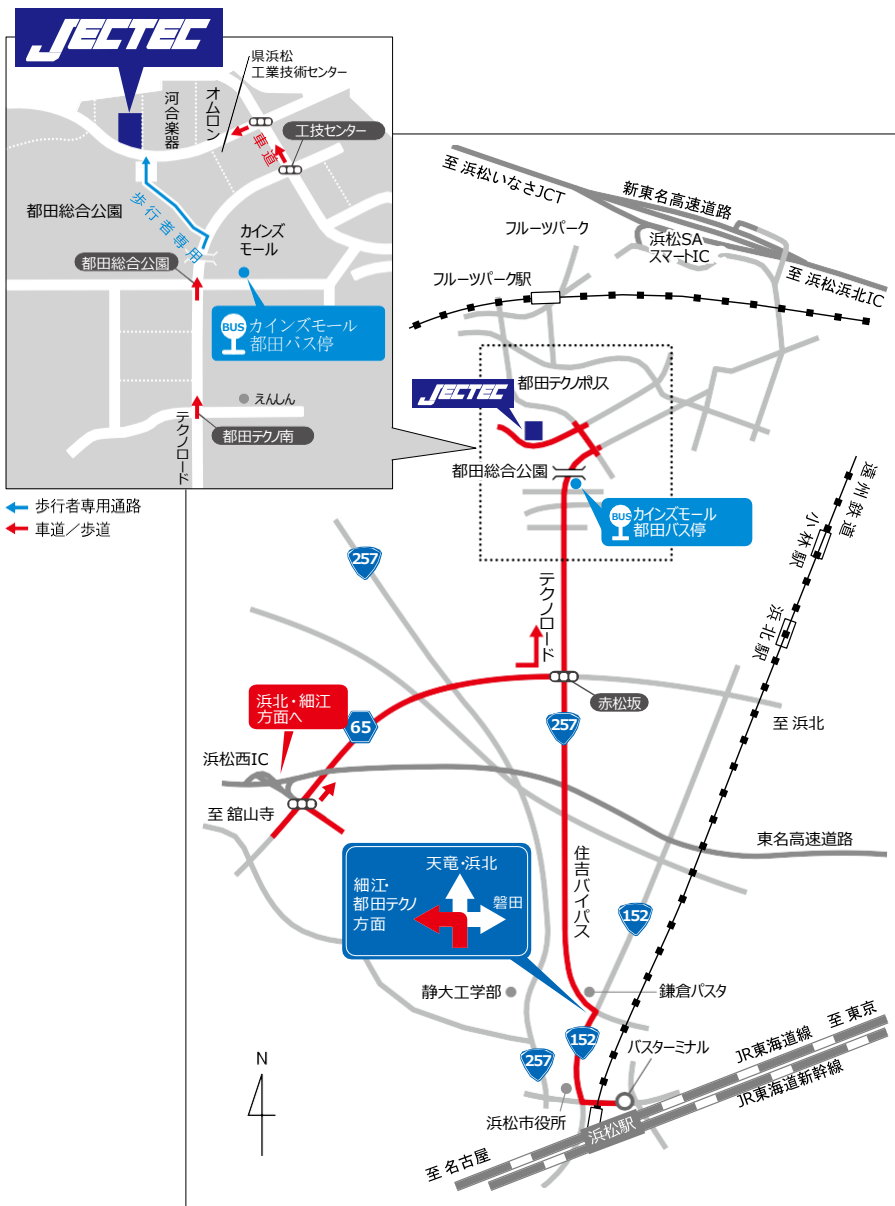 JECTEC
県浜松
工業技術センター
河合楽器
オムロン
車道
工技センター
都田総合公園
歩行者専用
カインズ
モール
都田総合公園
BUS
カインズモール
都田バス停
えんしん
都田テクノ南
テクノロード
歩行者専用通路
車道／歩道
至 浜松いなさJCT
新東名高速道路
フルーツパーク
浜松SA
スマートIC
至 浜松浜北IC
フルーツパーク駅
都田テクノポリス
JECTEC
都田総合公園
BUS
カインズモール
都田バス停
遠州鉄道
小林駅
浜北駅
257
テクノロード
赤松坂
浜北・細江
方面へ
65
257
至 浜北
浜松西IC
至 舘山寺
東名高速道路
住吉バイパス
天竜・浜北
細江・
都田テクノ
方面
磐田
152
静大工学部
鎌倉パスタ
152
257
バスターミナル
JR東海道線
至 東京
JR東海道新幹線
浜松市役所
浜松駅
至 名古屋
N